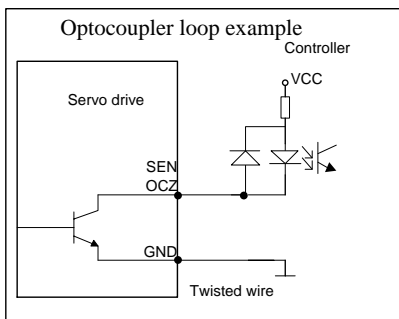 Optocoupler loop example
Controller
VCC
Servo drive
SEN
OCZ
GND
Twisted wire